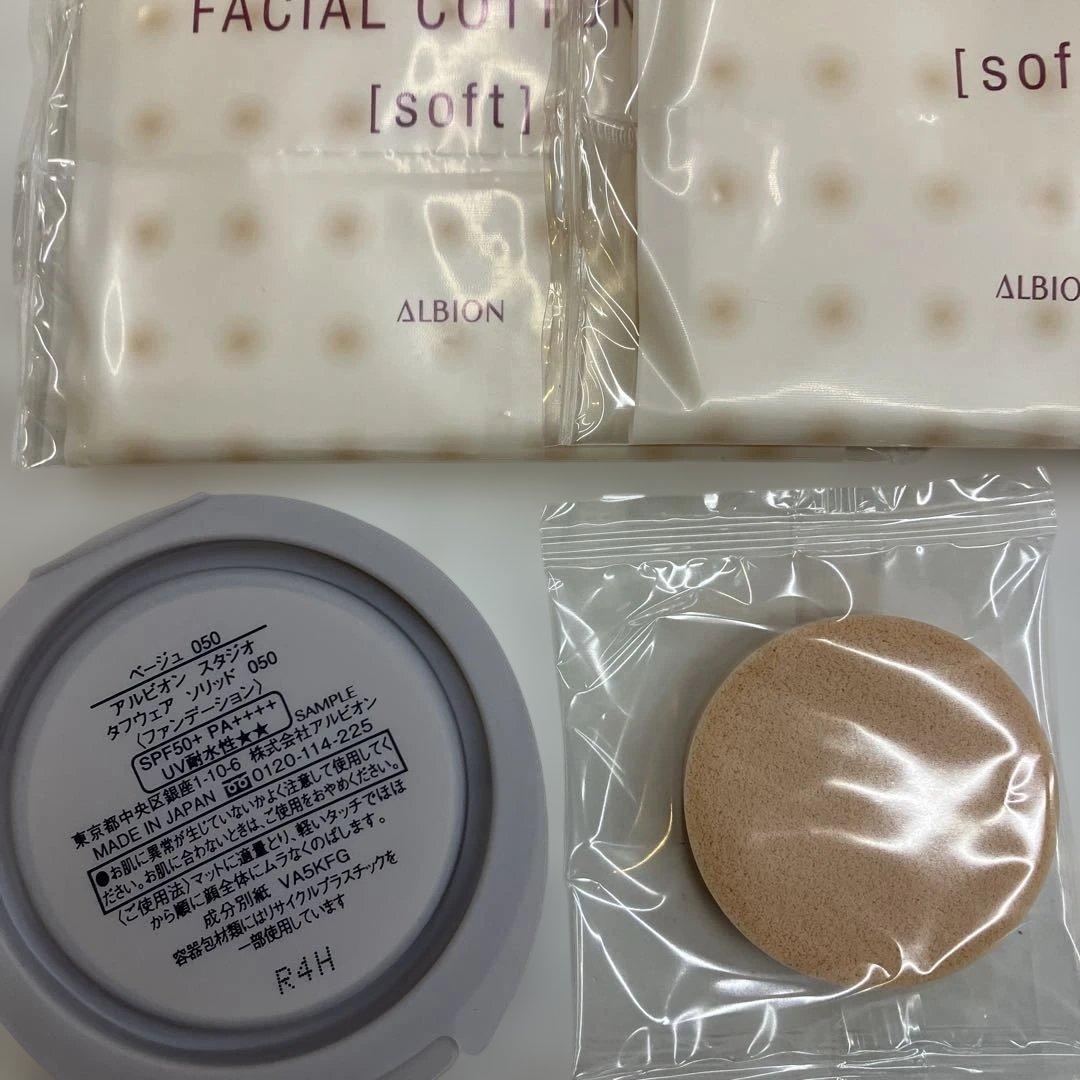 FACIAL COTTON
[soft]
ALBION
[sof
ALBIO
ベージュ 050
アルビオン スタジオ
タフウェア ソリッド 050
〈ファンデーション〉
SPF50+ PA++++
UV耐水性★★
SAMPLE
株式会社アルビオン
東京都中央区銀座1-10-6
0120-114-225
MADE IN JAPAN
●お肌に異常が生じていないかよく注意して使用してく
ださい。お肌に合わないときは、ご使用をおやめください。
〈ご使用法〉マットに適量とり、軽いタッチでほほ
から順に顔全体にムラなくのばします。
成分別紙 VA5KFG
容器包材類にはリサイクルプラスチックを
一部使用しています
R4H